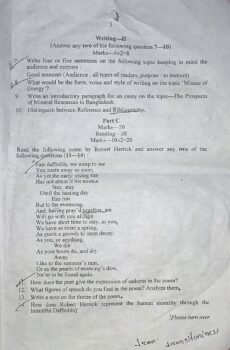 3
Writing—II
(Answer any two of the following question 7—10)
Marks—4×2=8
Write four or five sentences on the following topic keeping in mind the
audience and purpose :
Good manners (Audience : all types of readers, purpose : to instruct)
8. What would be the form, voice and style of writing on the topic 'Misuse of
Energy'?
9. Write an introductory paragraph for an essay on the topic—The Prospects
of Mineral Resources in Bangladesh.
10. Distinguish between Reference and Bibliography.
Part C
Marks—
Reading—
Marks—10×2=20
Read the following poem by Robert Herrick and answer any two of the
following questions (11—14) :
Fair daffodils, we weep to see
You haste away so soon;
As yet the early-rising sun
Has not attain'd his noon.
Stay, stay
Until the hasting day
Has run
But to the evensong,
And, having pray'd together, we
Will go with you along.
We have short time to stay, as you,
We have as short a spring,
As quick a growth to meet decay,
As you, or anything.
We die
As your hours do, and dry
Away
Like to the summer's rain,
Or as the pearls of morning's dew,
Ne'er to be found again.
11. How does the poet give the expression of sadness in the poem?
12. What figures of speech do you find in the poem? Analyse them.
13. Write a note on the theme of the poem.
14. How does Robert Herrick represent the human mortality through the
beautiful Daffodils?
[Please turn over